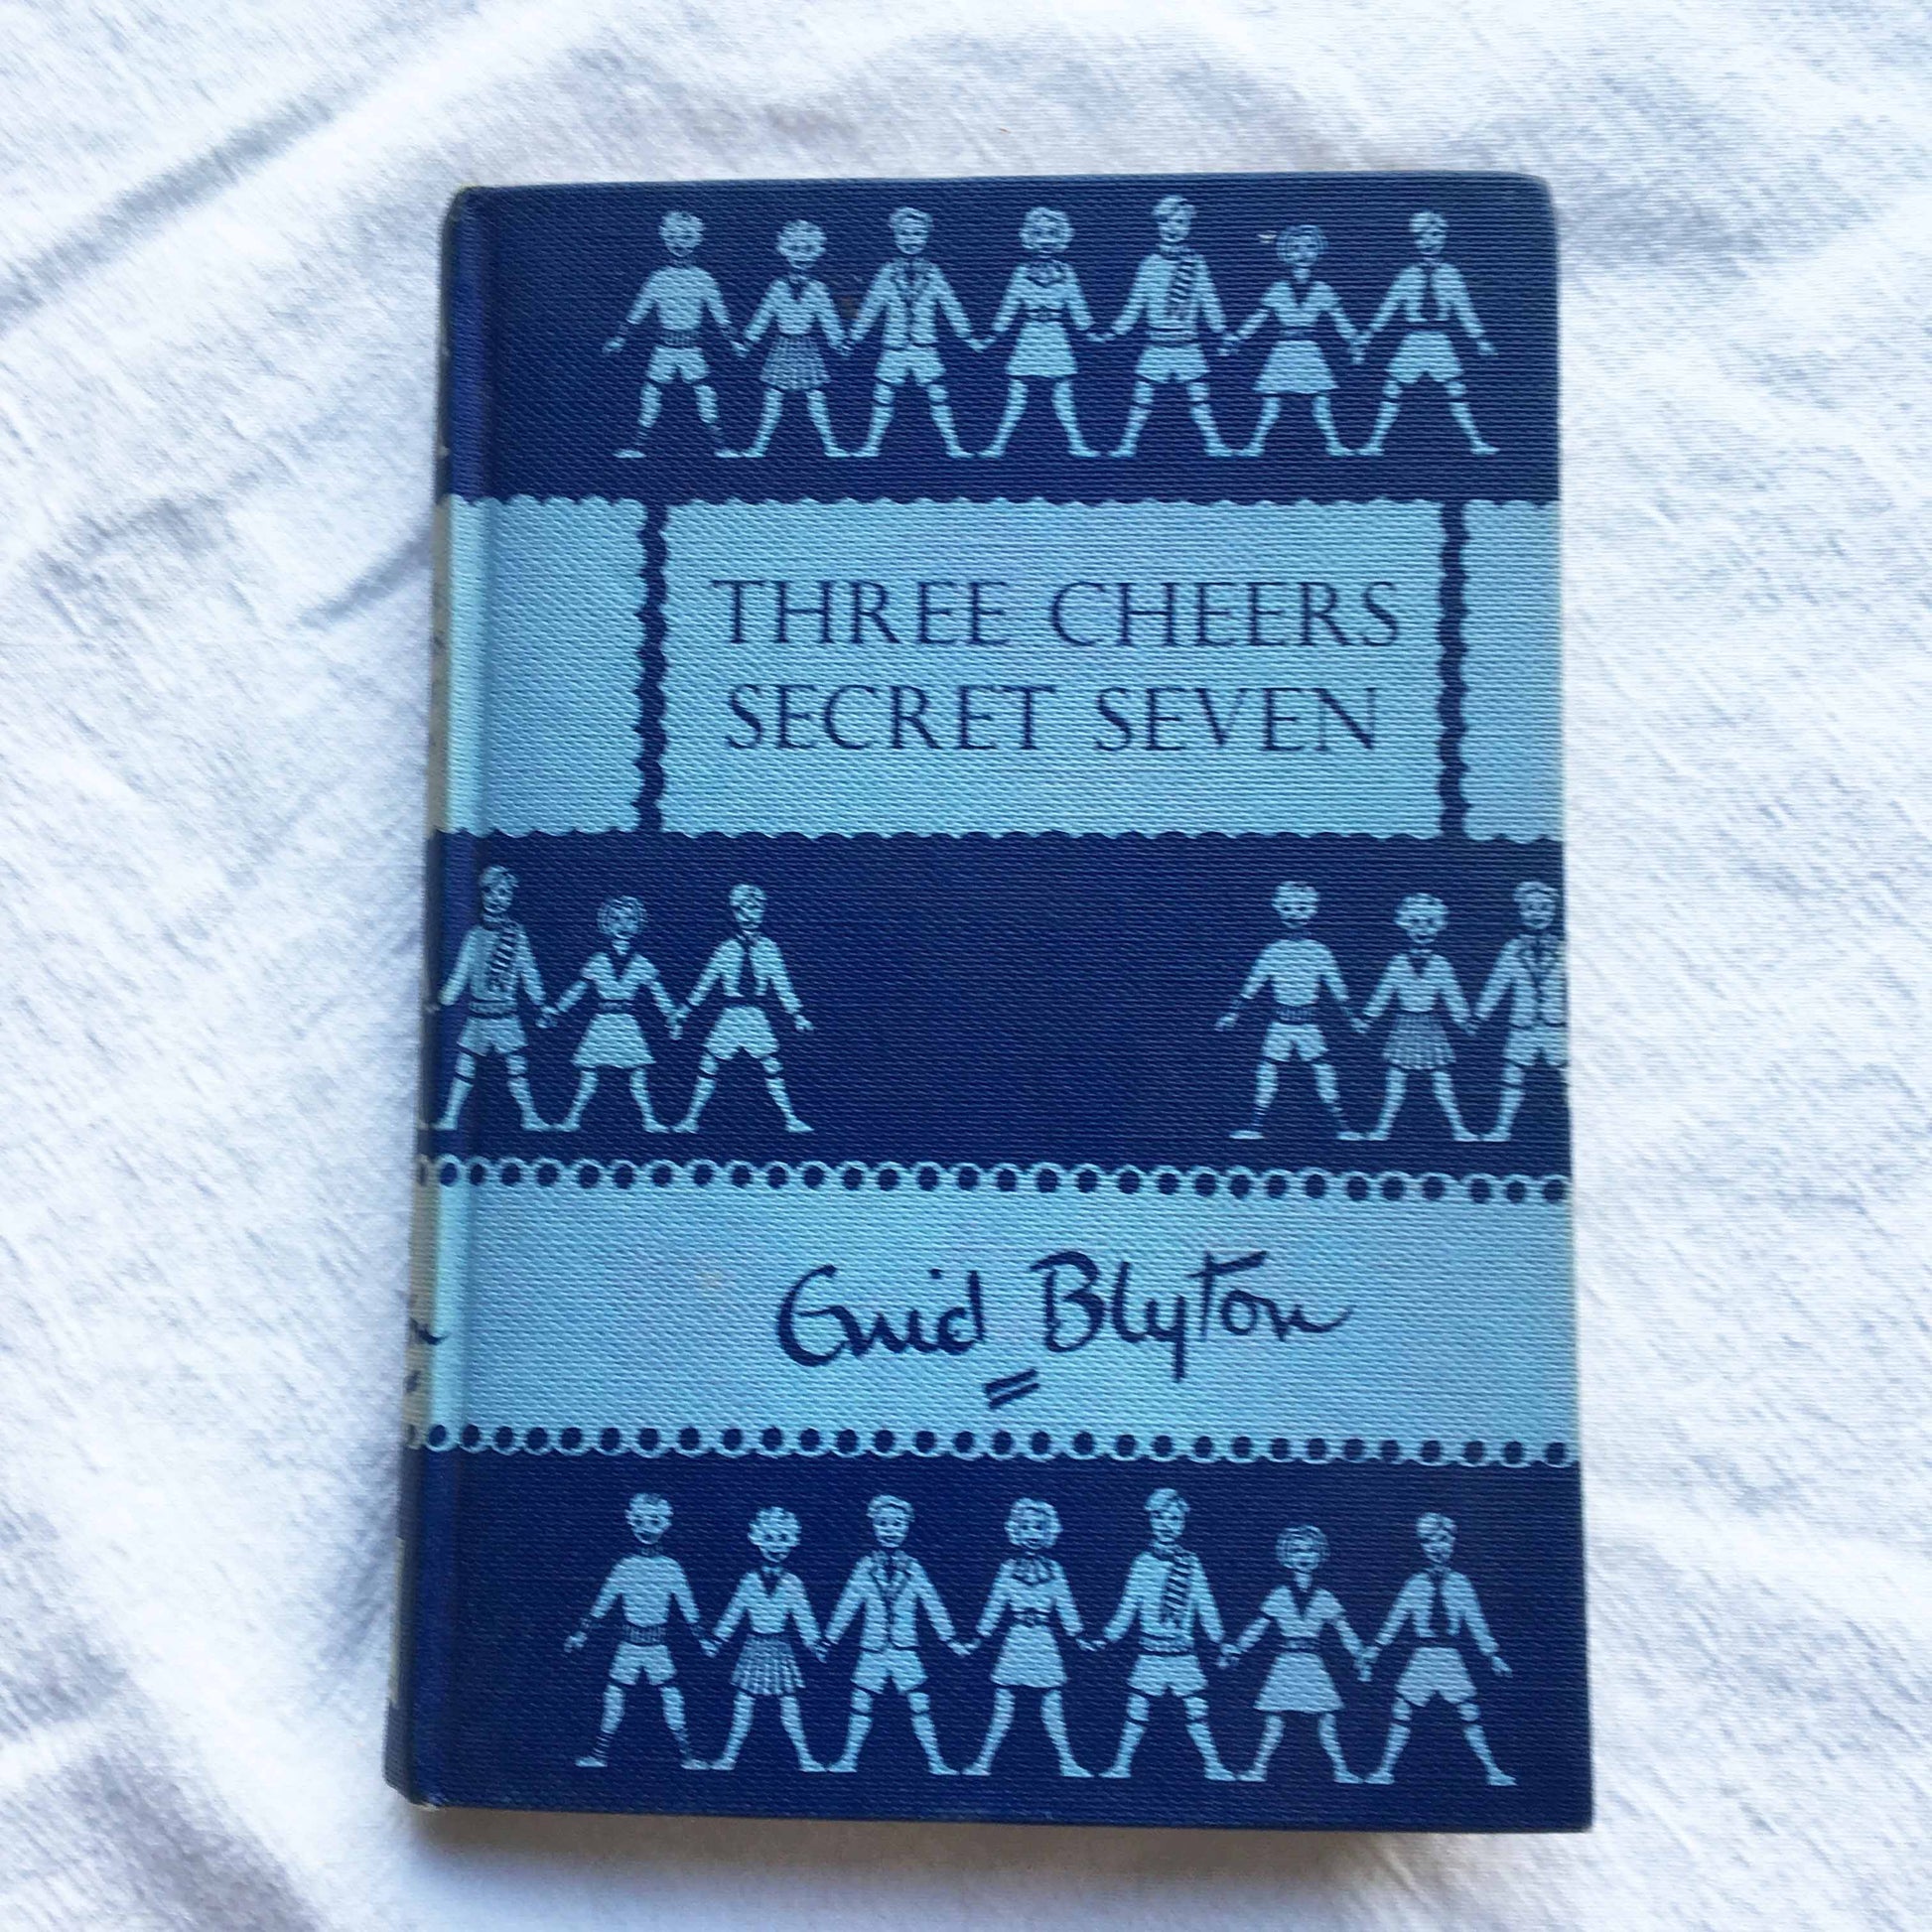 THREE CHEERS
SECRET SEVEN
Enid Blyton